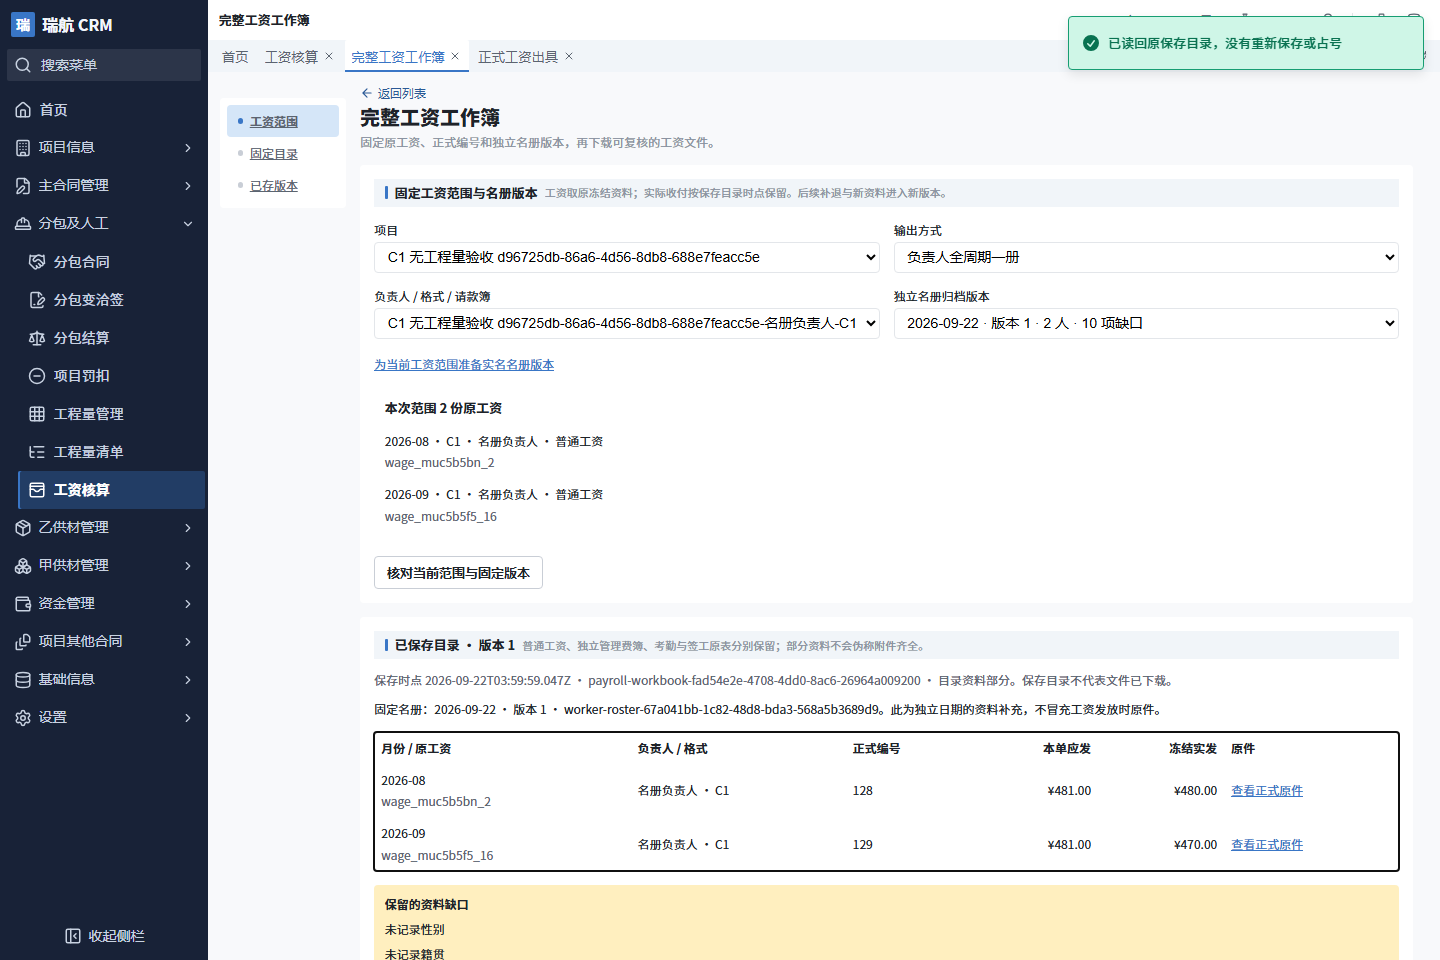 瑞 瑞航 CRM
搜索菜单
首页
项目信息
主合同管理
分包及人工
分包合同
分包变洽签
分包结算
项目罚扣
工程量管理
工程量清单
工资核算
乙供材管理
甲供材管理
资金管理
项目其他合同
基础信息
设置
收起侧栏
完整工资工作簿
首页 工资核算 完整工资工作簿 正式工资出具
已读回原保存目录，没有重新保存或占号
工资范围
固定目录
已存版本
返回列表
完整工资工作簿
固定原工资、正式编号和独立名册版本，再下载可复核的工资文件。
固定工资范围与名册版本 工资取原冻结资料；实际收付按保存目录时点保留。后续补退与新资料进入新版本。
项目
C1 无工程量验收 d96725db-86a6-4d56-8db8-688e7feacc5e
输出方式
负责人全周期一册
负责人 / 格式 / 请款簿
C1 无工程量验收 d96725db-86a6-4d56-8db8-688e7feacc5e-名册负责人-C1
独立名册归档版本
2026-09-22 · 版本 1 · 2 人 · 10 项缺口
为当前工资范围准备实名名册版本
本次范围 2 份原工资
2026-08 · C1 · 名册负责人 · 普通工资
wage_muc5b5bn_2
2026-09 · C1 · 名册负责人 · 普通工资
wage_muc5b5f5_16
核对当前范围与固定版本
已保存目录 · 版本 1 普通工资、独立管理费簿、考勤与签工原表分别保留；部分资料不会伪称附件齐全。
保存时点 2026-09-22T03:59:59.047Z · payroll-workbook-fad54e2e-4708-4dd0-8ac6-26964a009200 · 目录资料部分。保存目录不代表文件已下载。
固定名册：2026-09-22 · 版本 1 · worker-roster-67a041bb-1c82-48d8-bda3-568a5b3689d9。此为独立日期的资料补充，不冒充工资发放时原件。
月份 / 原工资 负责人 / 格式 正式编号 本单应发 冻结实发 原件
2026-08
wage_muc5b5bn_2 名册负责人 · C1 128 ¥481.00 ¥480.00 查看正式原件
2026-09
wage_muc5b5f5_16 名册负责人 · C1 129 ¥481.00 ¥470.00 查看正式原件
保留的资料缺口
未记录性别
未记录籍贯